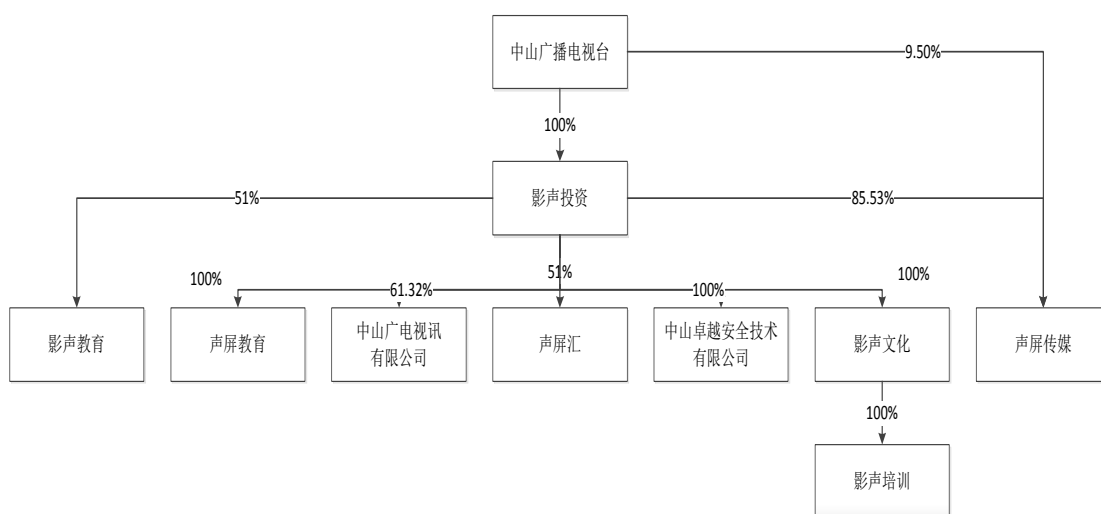 中山广播电视台
9.50%
100%
影声投资
51%
85.53%
100%
61.32%
51%
100%
100%
影声教育
声屏教育
中山广电视讯
有限公司
声屏汇
中山卓越安全技术
有限公司
影声文化
声屏传媒
100%
影声培训